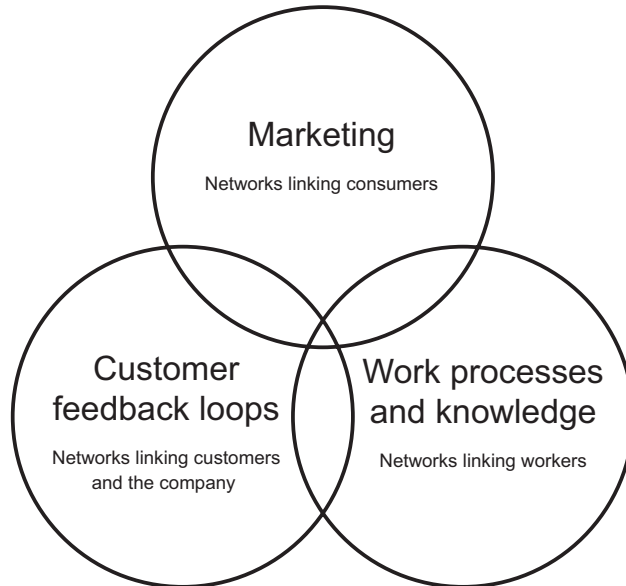 Marketing
Networks linking consumers
Customer
feedback loops
Networks linking customers
and the company
Work processes
and knowledge
Networks linking workers